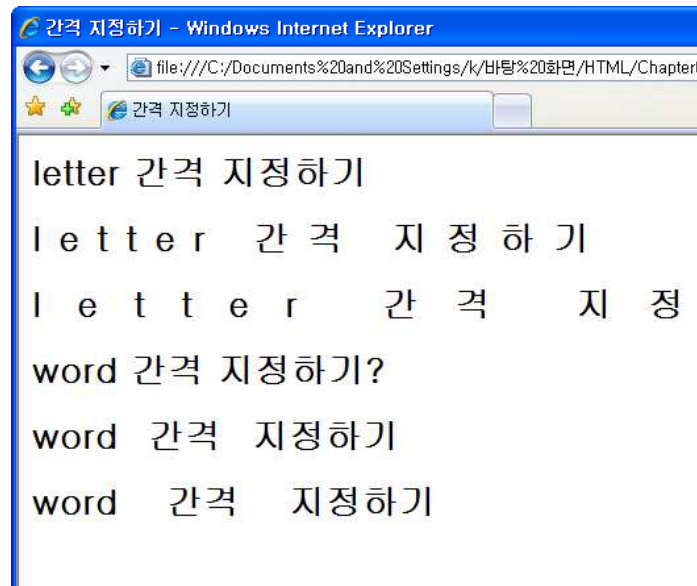 간격 지정하기 - Windows Internet Explorer
file:///C:/Documents%20and%20Settings/k/바탕%20화면/HTML/Chapter
간격 지정하기
letter 간격 지정하기
l e t t e r 간 격 지 정 하 기
l e t t e r 간 격 지 정
word 간격 지정하기?
word 간격 지정하기
word 간격 지정하기